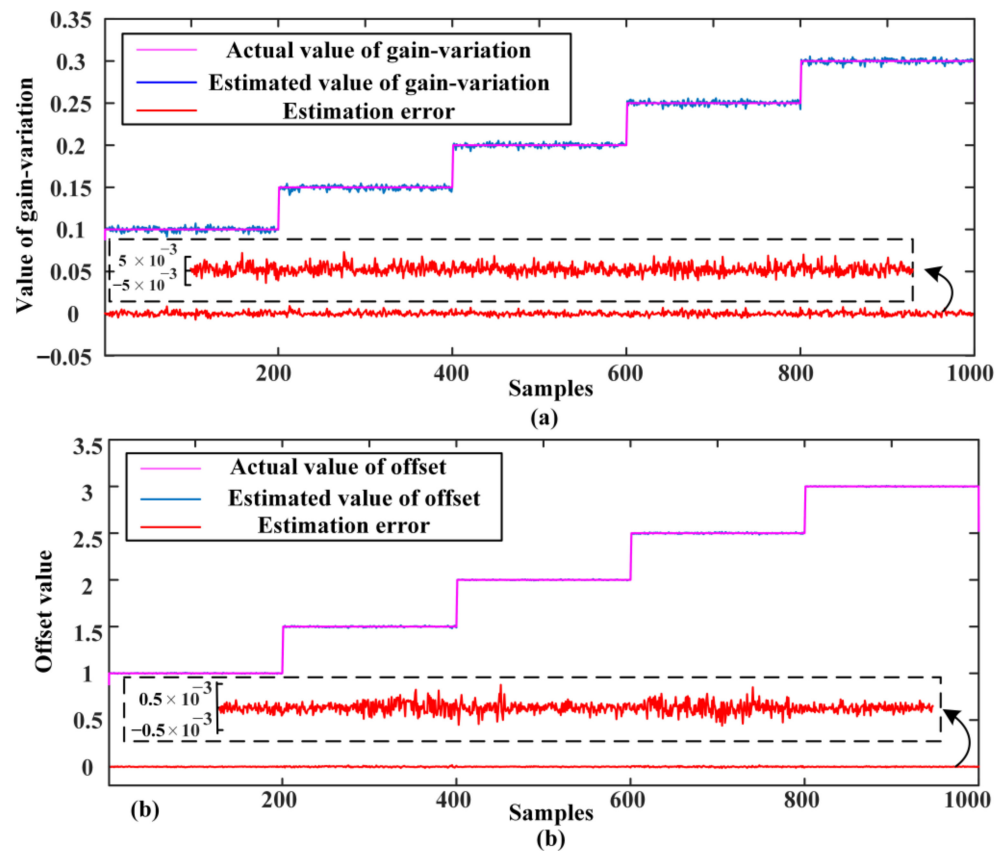 0.35
Actual value of gain-variation
Estimated value of gain-variation
Estimation error
0.3
0.25
0.2
0.15
0.1
0.05
0
−0.05
Value of gain-variation
5 × 10⁻³
−5 × 10⁻³
200
400
600
800
1000
Samples
(a)
3.5
Actual value of offset
Estimated value of offset
Estimation error
3
2.5
2
1.5
1
0.5
0
Offset value
0.5 × 10⁻³
−0.5 × 10⁻³
200
400
600
800
1000
(b)
Samples
(b)